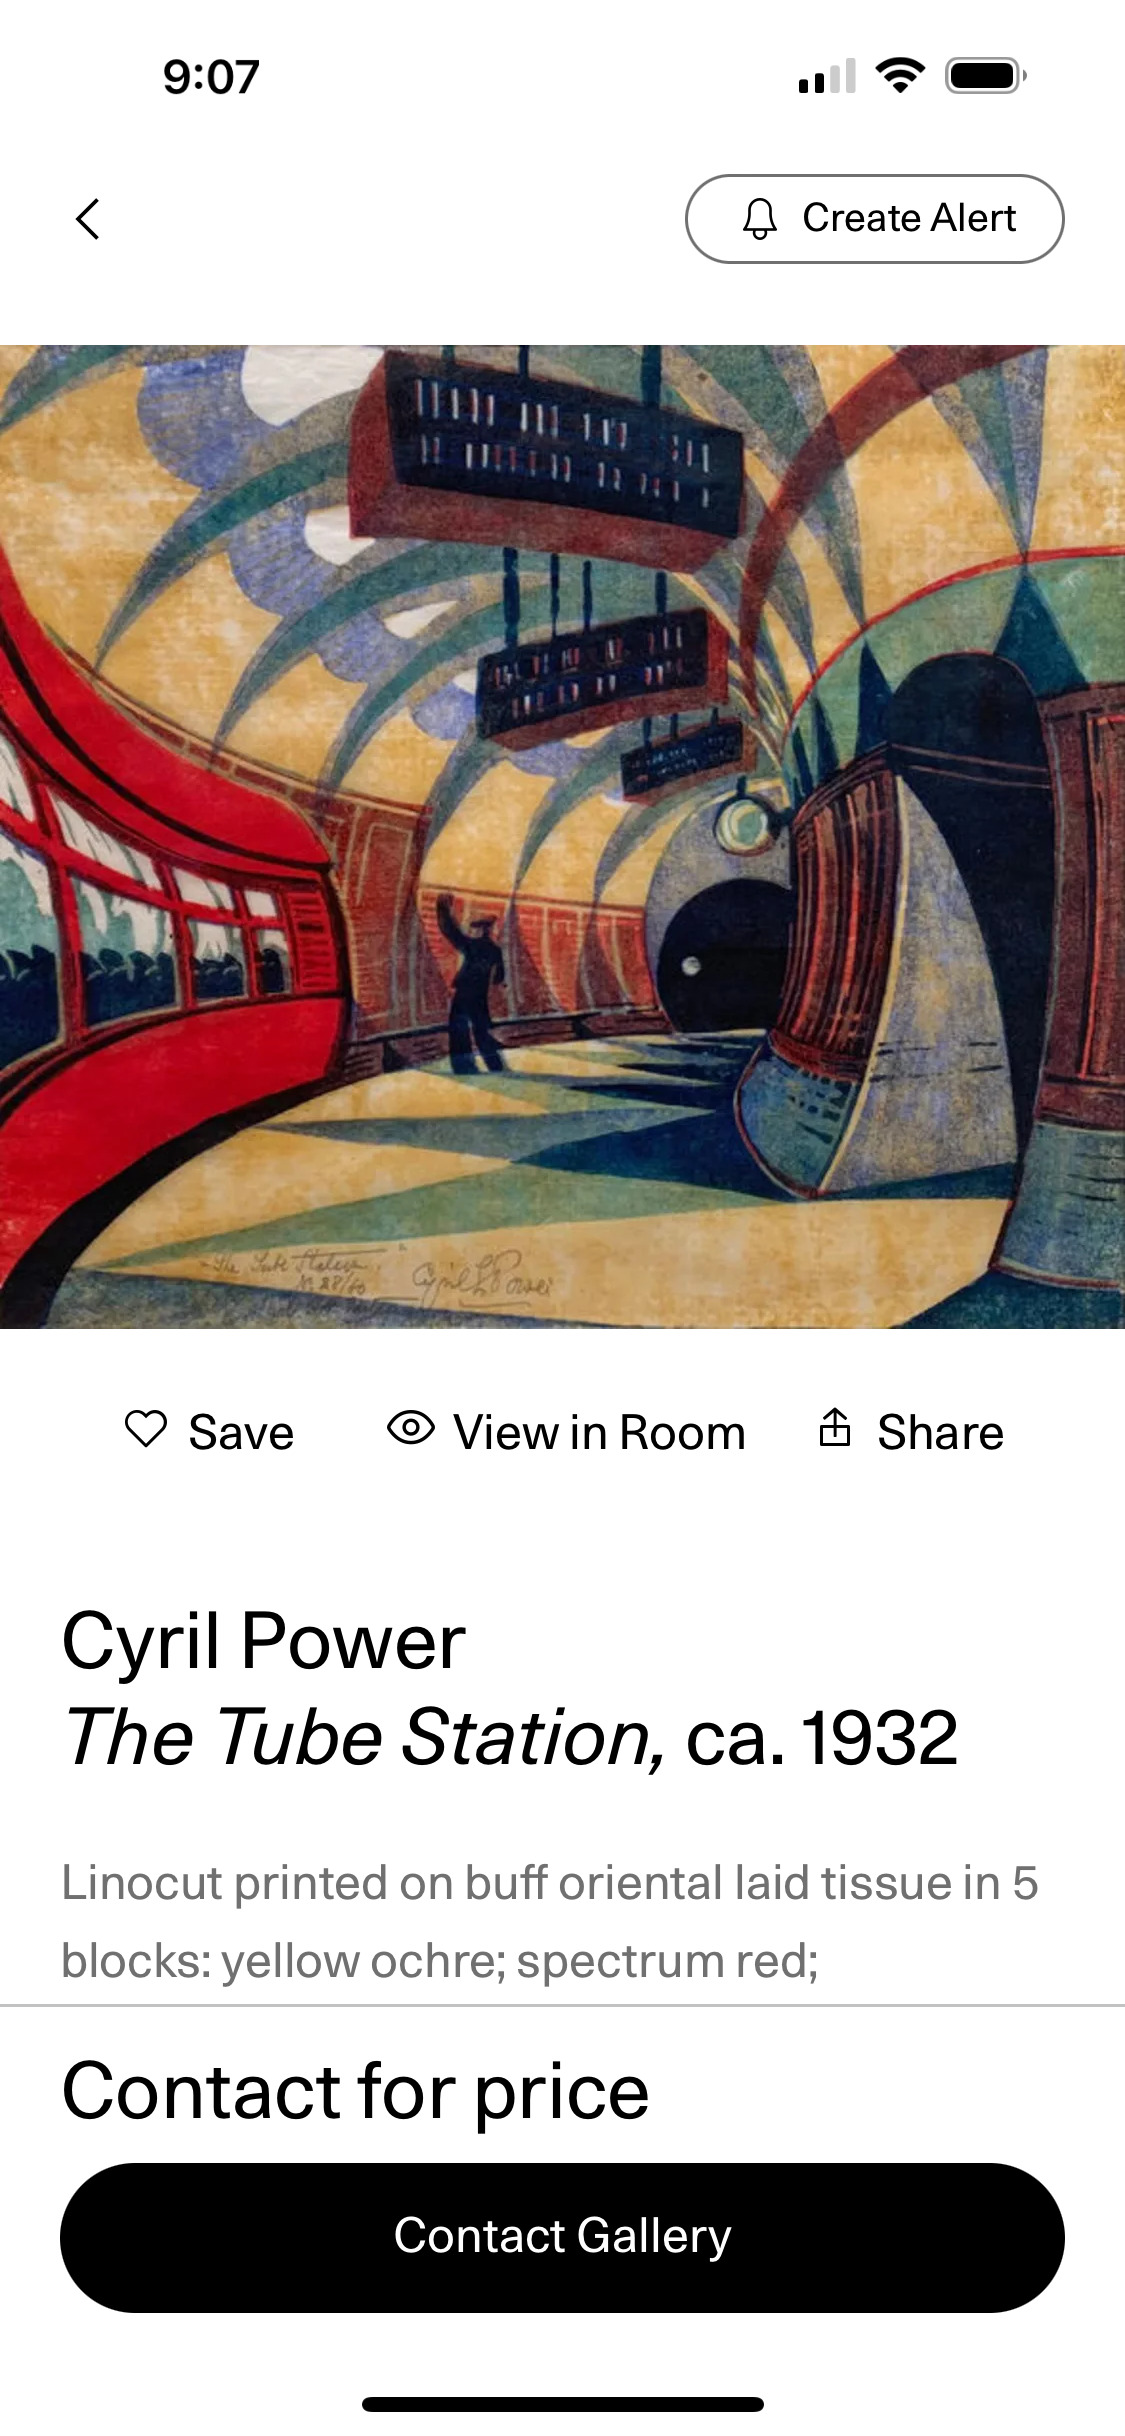 9:07
Create Alert
"The Tube Station."
No 28/60 Cyril E Power
Save View in Room Share
Cyril Power
The Tube Station, ca. 1932
Linocut printed on buff oriental laid tissue in 5
blocks: yellow ochre; spectrum red;
Contact for price
Contact Gallery